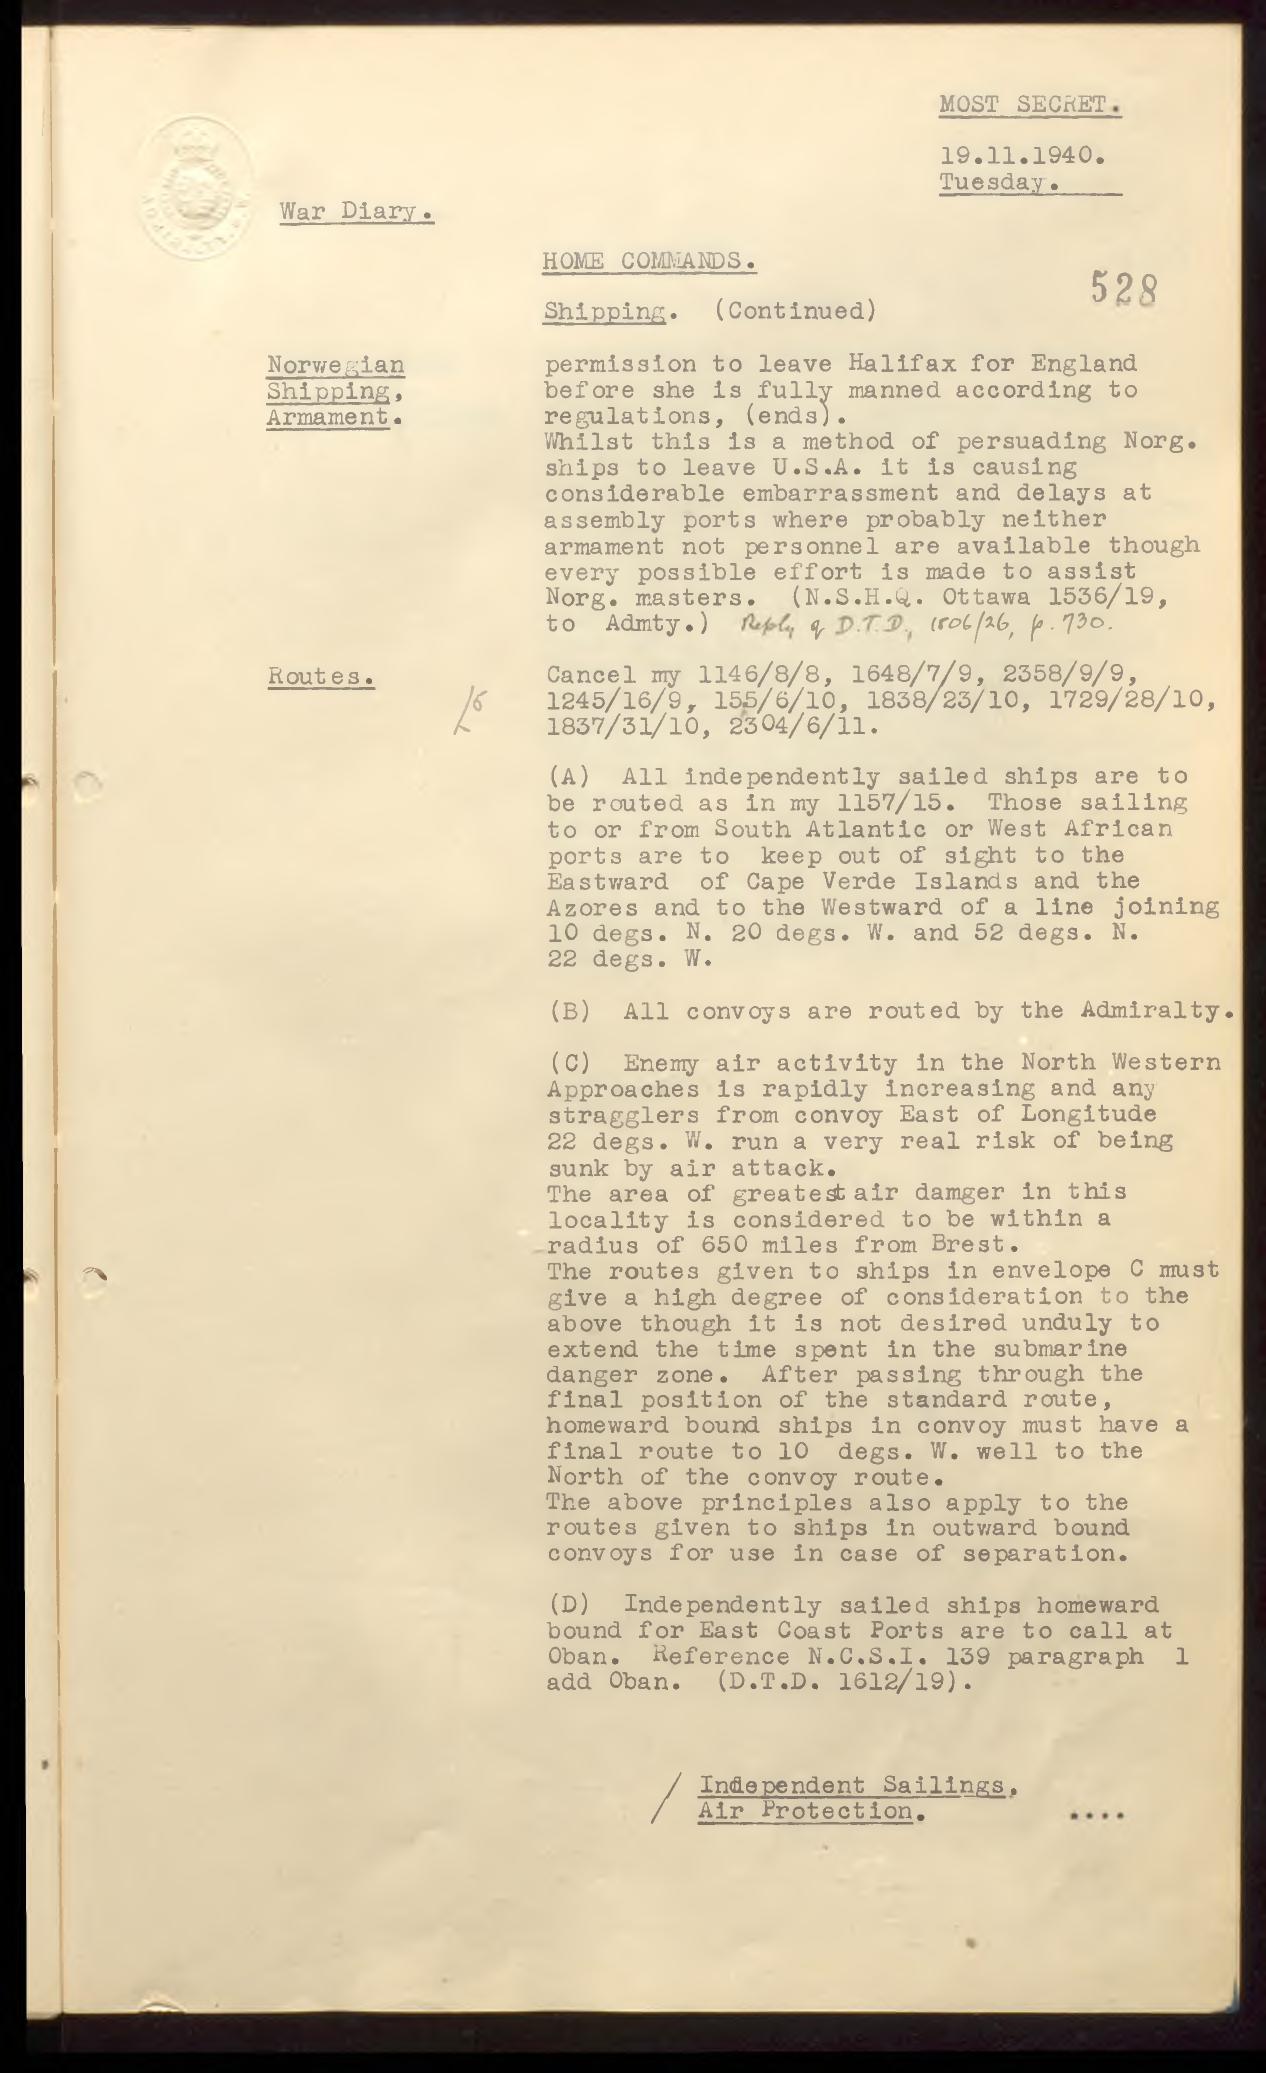 MOST SECRET.
19.11.1940.
Tuesday.
War Diary.
HOME COMMANDS.
528
Shipping. (Continued)
Norwegian
Shipping,
Armament.
permission to leave Halifax for England
before she is fully manned according to
regulations, (ends).
Whilst this is a method of persuading Norg.
ships to leave U.S.A. it is causing
considerable embarrassment and delays at
assembly ports where probably neither
armament not personnel are available though
every possible effort is made to assist
Norg. masters. (N.S.H.Q. Ottawa 1536/19,
to Admty.) Reply of D.T.D., 1806/26, p. 730.
Routes.
Cancel my 1146/8/8, 1648/7/9, 2358/9/9,
1245/16/9, 155/6/10, 1838/23/10, 1729/28/10,
1837/31/10, 2304/6/11.
(A) All independently sailed ships are to
be routed as in my 1157/15. Those sailing
to or from South Atlantic or West African
ports are to keep out of sight to the
Eastward of Cape Verde Islands and the
Azores and to the Westward of a line joining
10 degs. N. 20 degs. W. and 52 degs. N.
22 degs. W.
(B) All convoys are routed by the Admiralty.
(C) Enemy air activity in the North Western
Approaches is rapidly increasing and any
stragglers from convoy East of Longitude
22 degs. W. run a very real risk of being
sunk by air attack.
The area of greatest air damger in this
locality is considered to be within a
radius of 650 miles from Brest.
The routes given to ships in envelope C must
give a high degree of consideration to the
above though it is not desired unduly to
extend the time spent in the submarine
danger zone. After passing through the
final position of the standard route,
homeward bound ships in convoy must have a
final route to 10 degs. W. well to the
North of the convoy route.
The above principles also apply to the
routes given to ships in outward bound
convoys for use in case of separation.
(D) Independently sailed ships homeward
bound for East Coast Ports are to call at
Oban. Reference N.C.S.I. 139 paragraph 1
add Oban. (D.T.D. 1612/19).
/ Independent Sailings,
Air Protection. ....